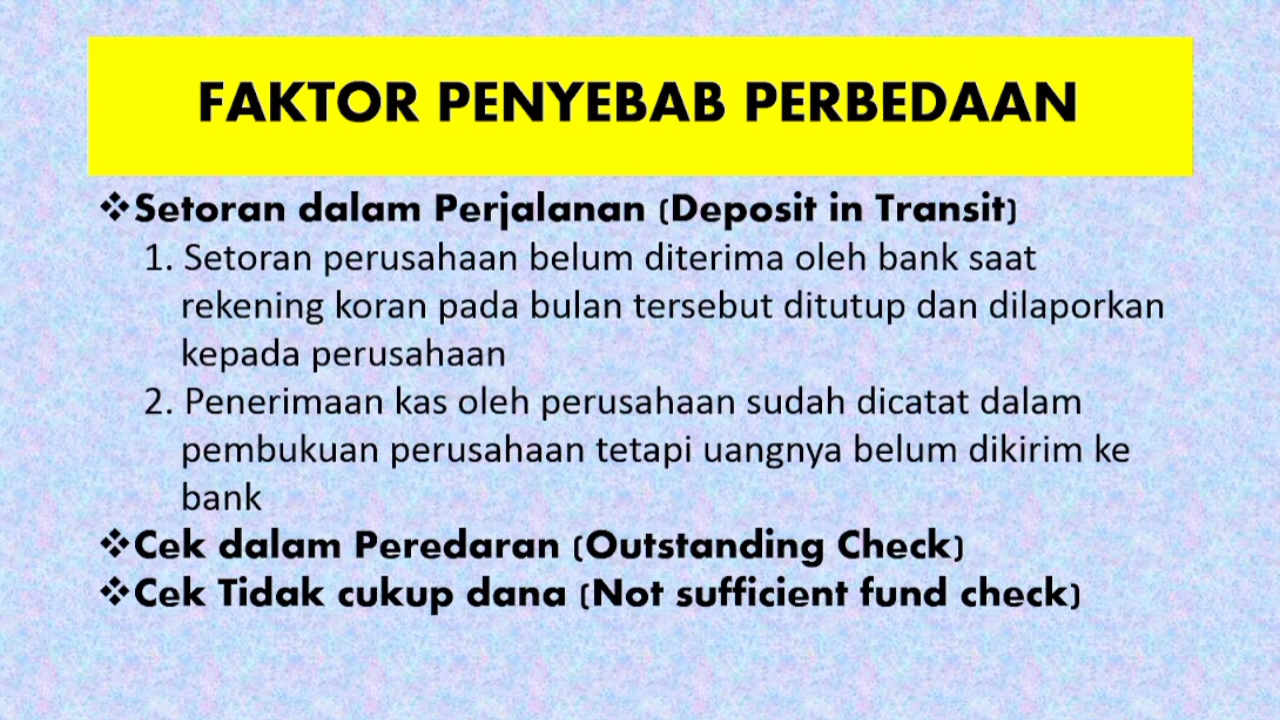 FAKTOR PENYEBAB PERBEDAAN
❖Setoran dalam Perjalanan (Deposit in Transit)
1. Setoran perusahaan belum diterima oleh bank saat
rekening koran pada bulan tersebut ditutup dan dilaporkan
kepada perusahaan
2. Penerimaan kas oleh perusahaan sudah dicatat dalam
pembukuan perusahaan tetapi uangnya belum dikirim ke
bank
❖Cek dalam Peredaran (Outstanding Check)
❖Cek Tidak cukup dana (Not sufficient fund check)